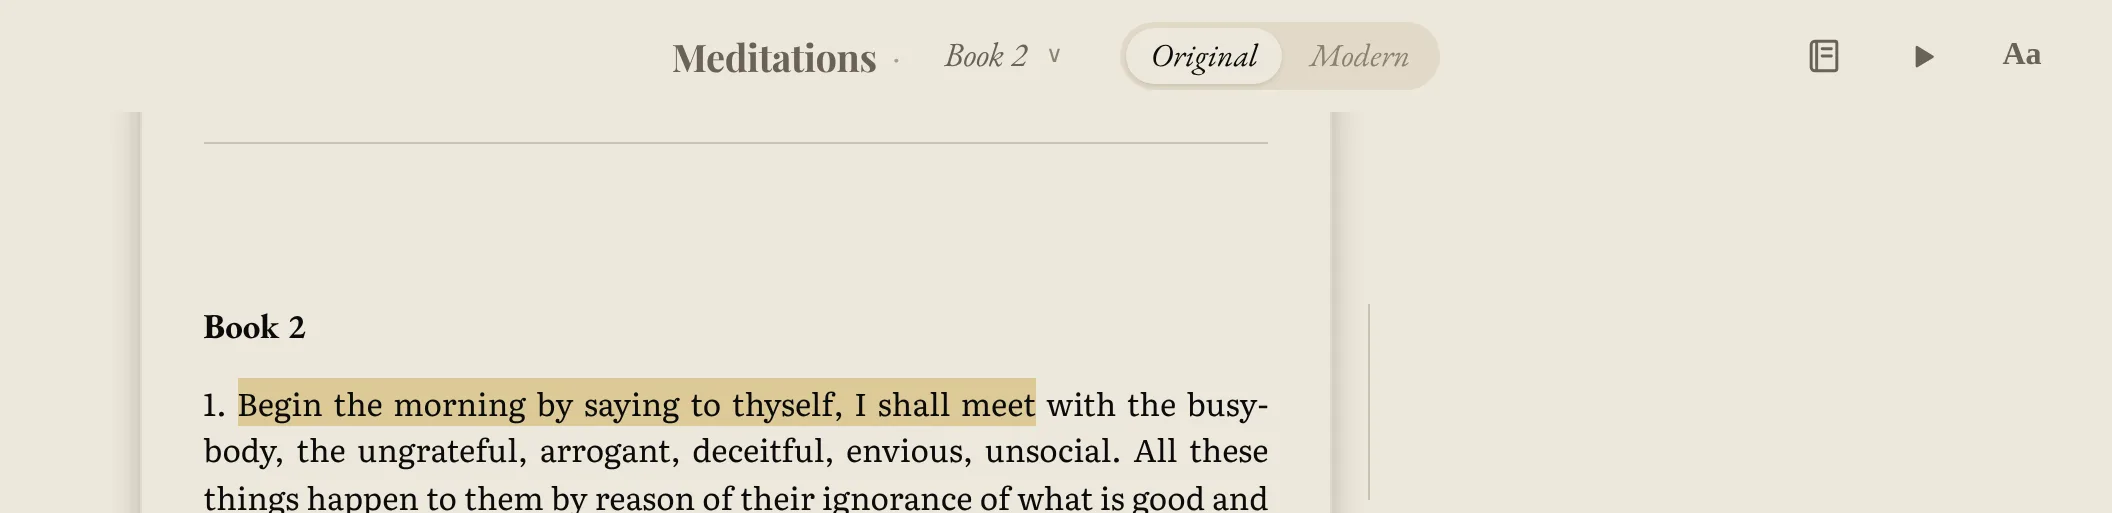 Meditations · Book 2 ∨ Original Modern Aa
Book 2
1. Begin the morning by saying to thyself, I shall meet with the busy-
body, the ungrateful, arrogant, deceitful, envious, unsocial. All these
things happen to them by reason of their ignorance of what is good and